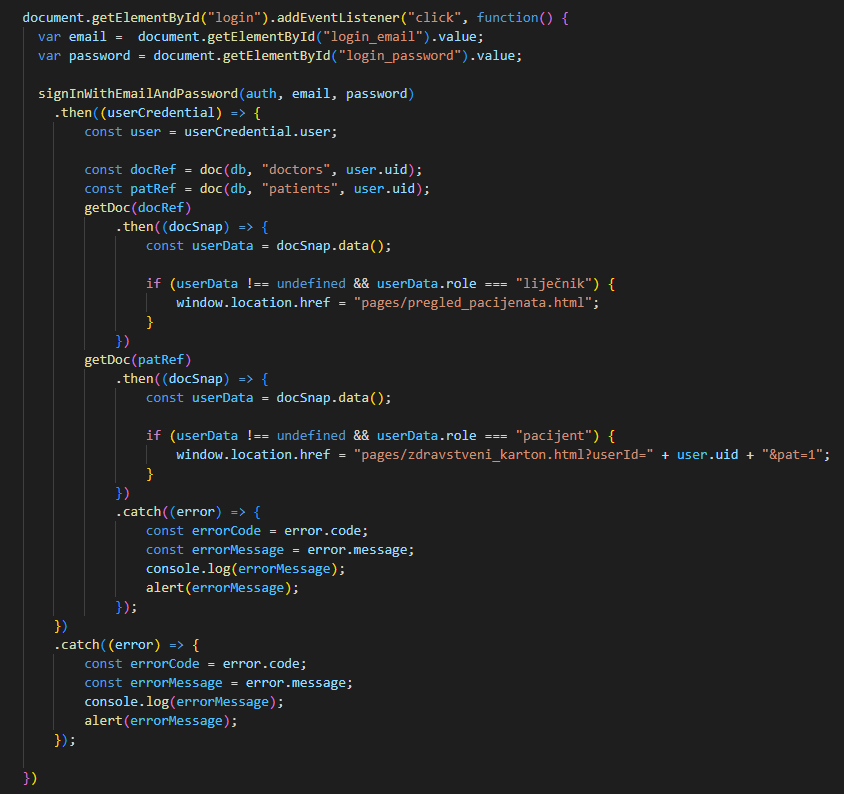 document.getElementById("login").addEventListener("click", function() {
var email =  document.getElementById("login_email").value;
var password = document.getElementById("login_password").value;
signInWithEmailAndPassword(auth, email, password)
.then((userCredential) => {
const user = userCredential.user;
const docRef = doc(db, "doctors", user.uid);
const patRef = doc(db, "patients", user.uid);
getDoc(docRef)
.then((docSnap) => {
const userData = docSnap.data();
if (userData !== undefined && userData.role === "liječnik") {
window.location.href = "pages/pregled_pacijenata.html";
}
})
getDoc(patRef)
.then((docSnap) => {
const userData = docSnap.data();
if (userData !== undefined && userData.role === "pacijent") {
window.location.href = "pages/zdravstveni_karton.html?userId=" + user.uid + "&pat=1";
}
})
.catch((error) => {
const errorCode = error.code;
const errorMessage = error.message;
console.log(errorMessage);
alert(errorMessage);
});
})
.catch((error) => {
const errorCode = error.code;
const errorMessage = error.message;
console.log(errorMessage);
alert(errorMessage);
});
})